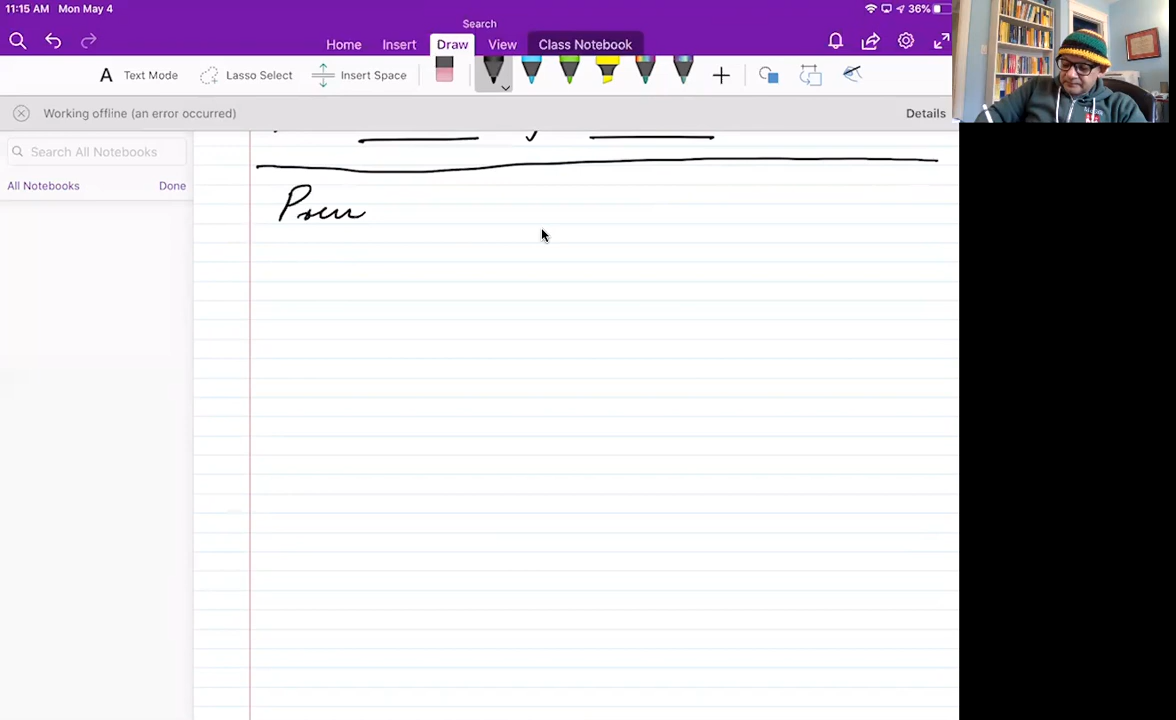 11:15 AM Mon May 4
36%
Search
Home Insert Draw View Class Notebook
A Text Mode Lasso Select Insert Space
Working offline (an error occurred) Details
Search All Notebooks
All Notebooks Done